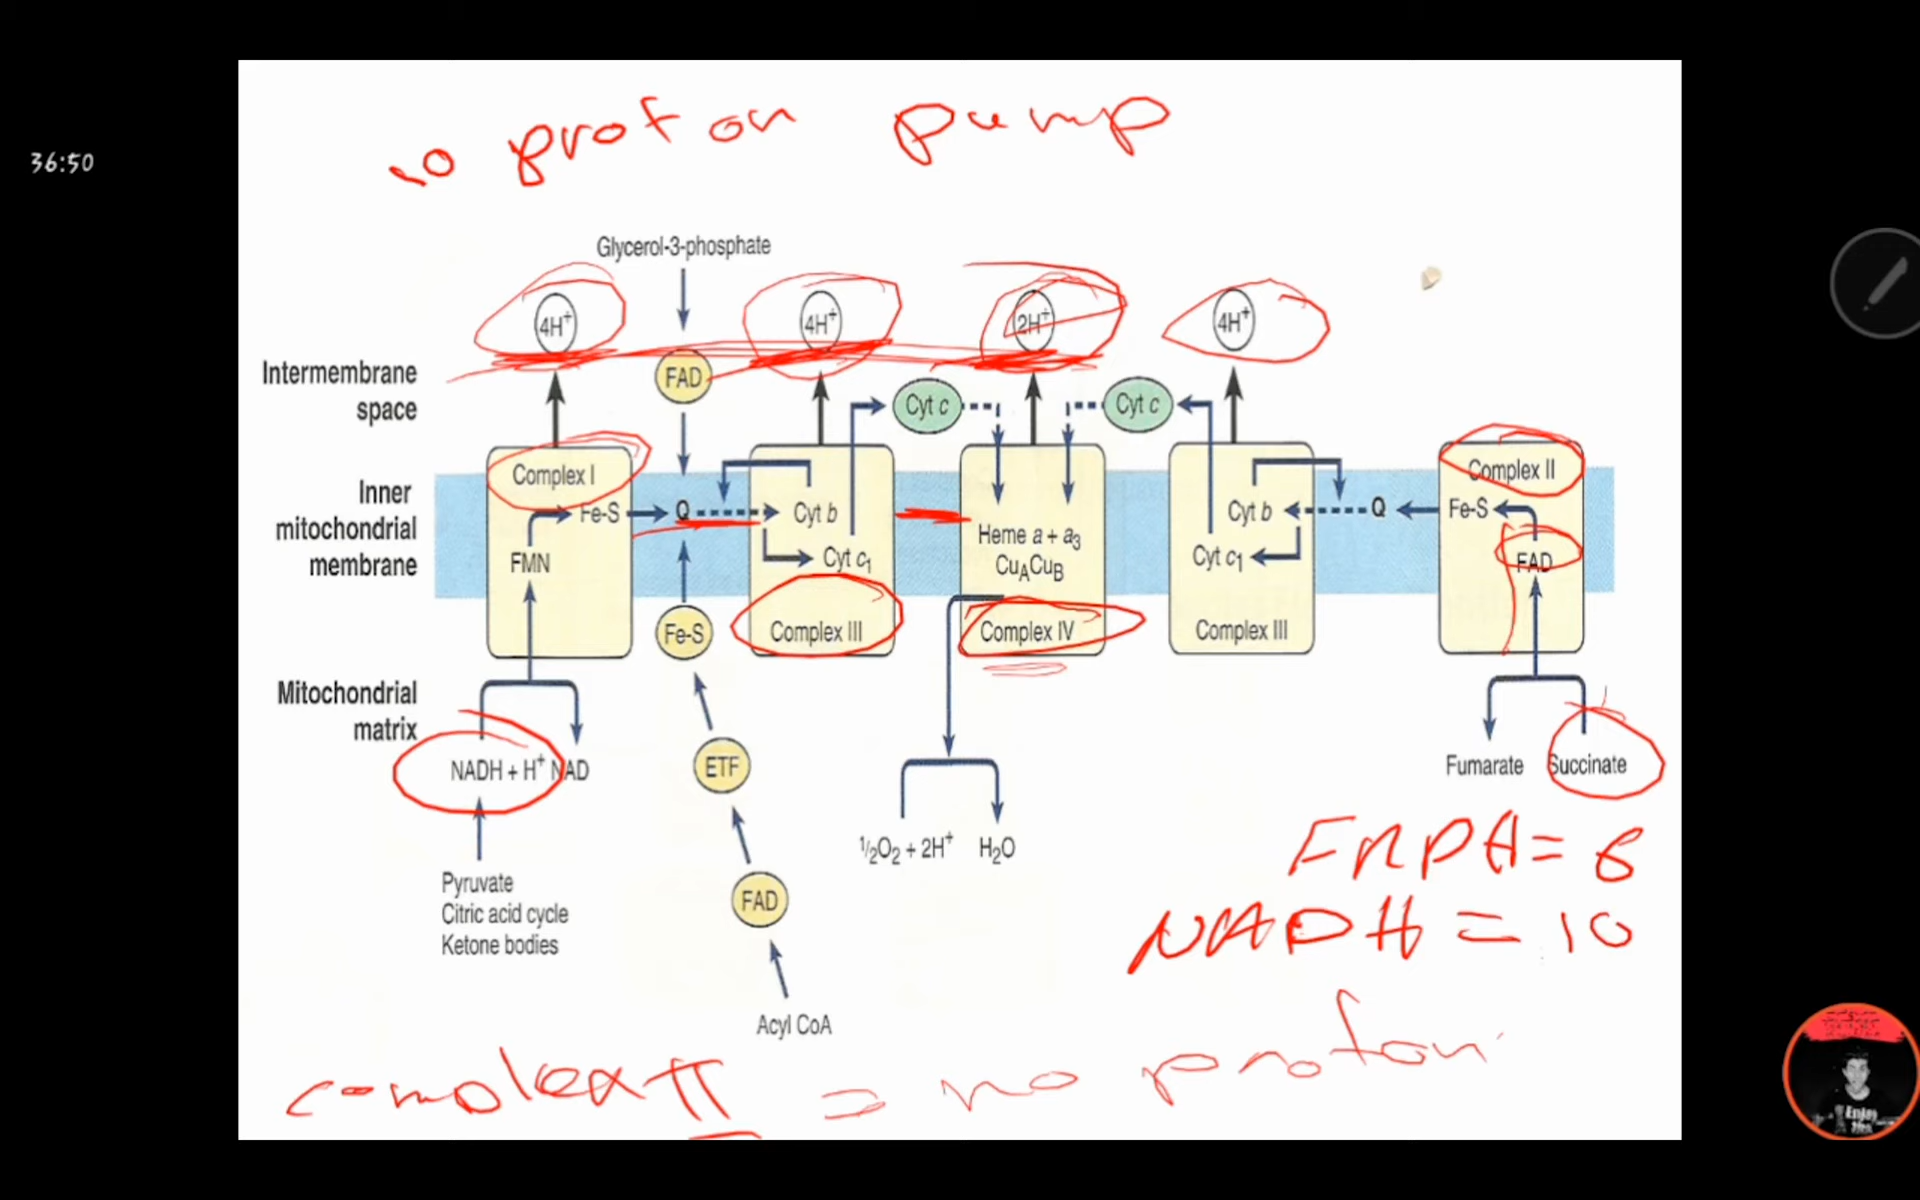 10 proton pump
36:50
Glycerol-3-phosphate
4H+ 4H+ 2H+ 4H+
Intermembrane space
FAD
Cyt c Cyt c
Complex I Complex II
Inner mitochondrial membrane
Fe-S Q Cyt b Cyt b Q Fe-S
Heme a + a3
FMN Cyt c1 CuACuB Cyt c1 FAD
Fe-S Complex III Complex IV Complex III
Mitochondrial matrix
NADH + H+ NAD ETF Fumarate Succinate
½O2 + 2H+ H2O
Pyruvate
Citric acid cycle
Ketone bodies
FAD
NADH = 10
Acyl CoA
complex II = no proton
Enjoy